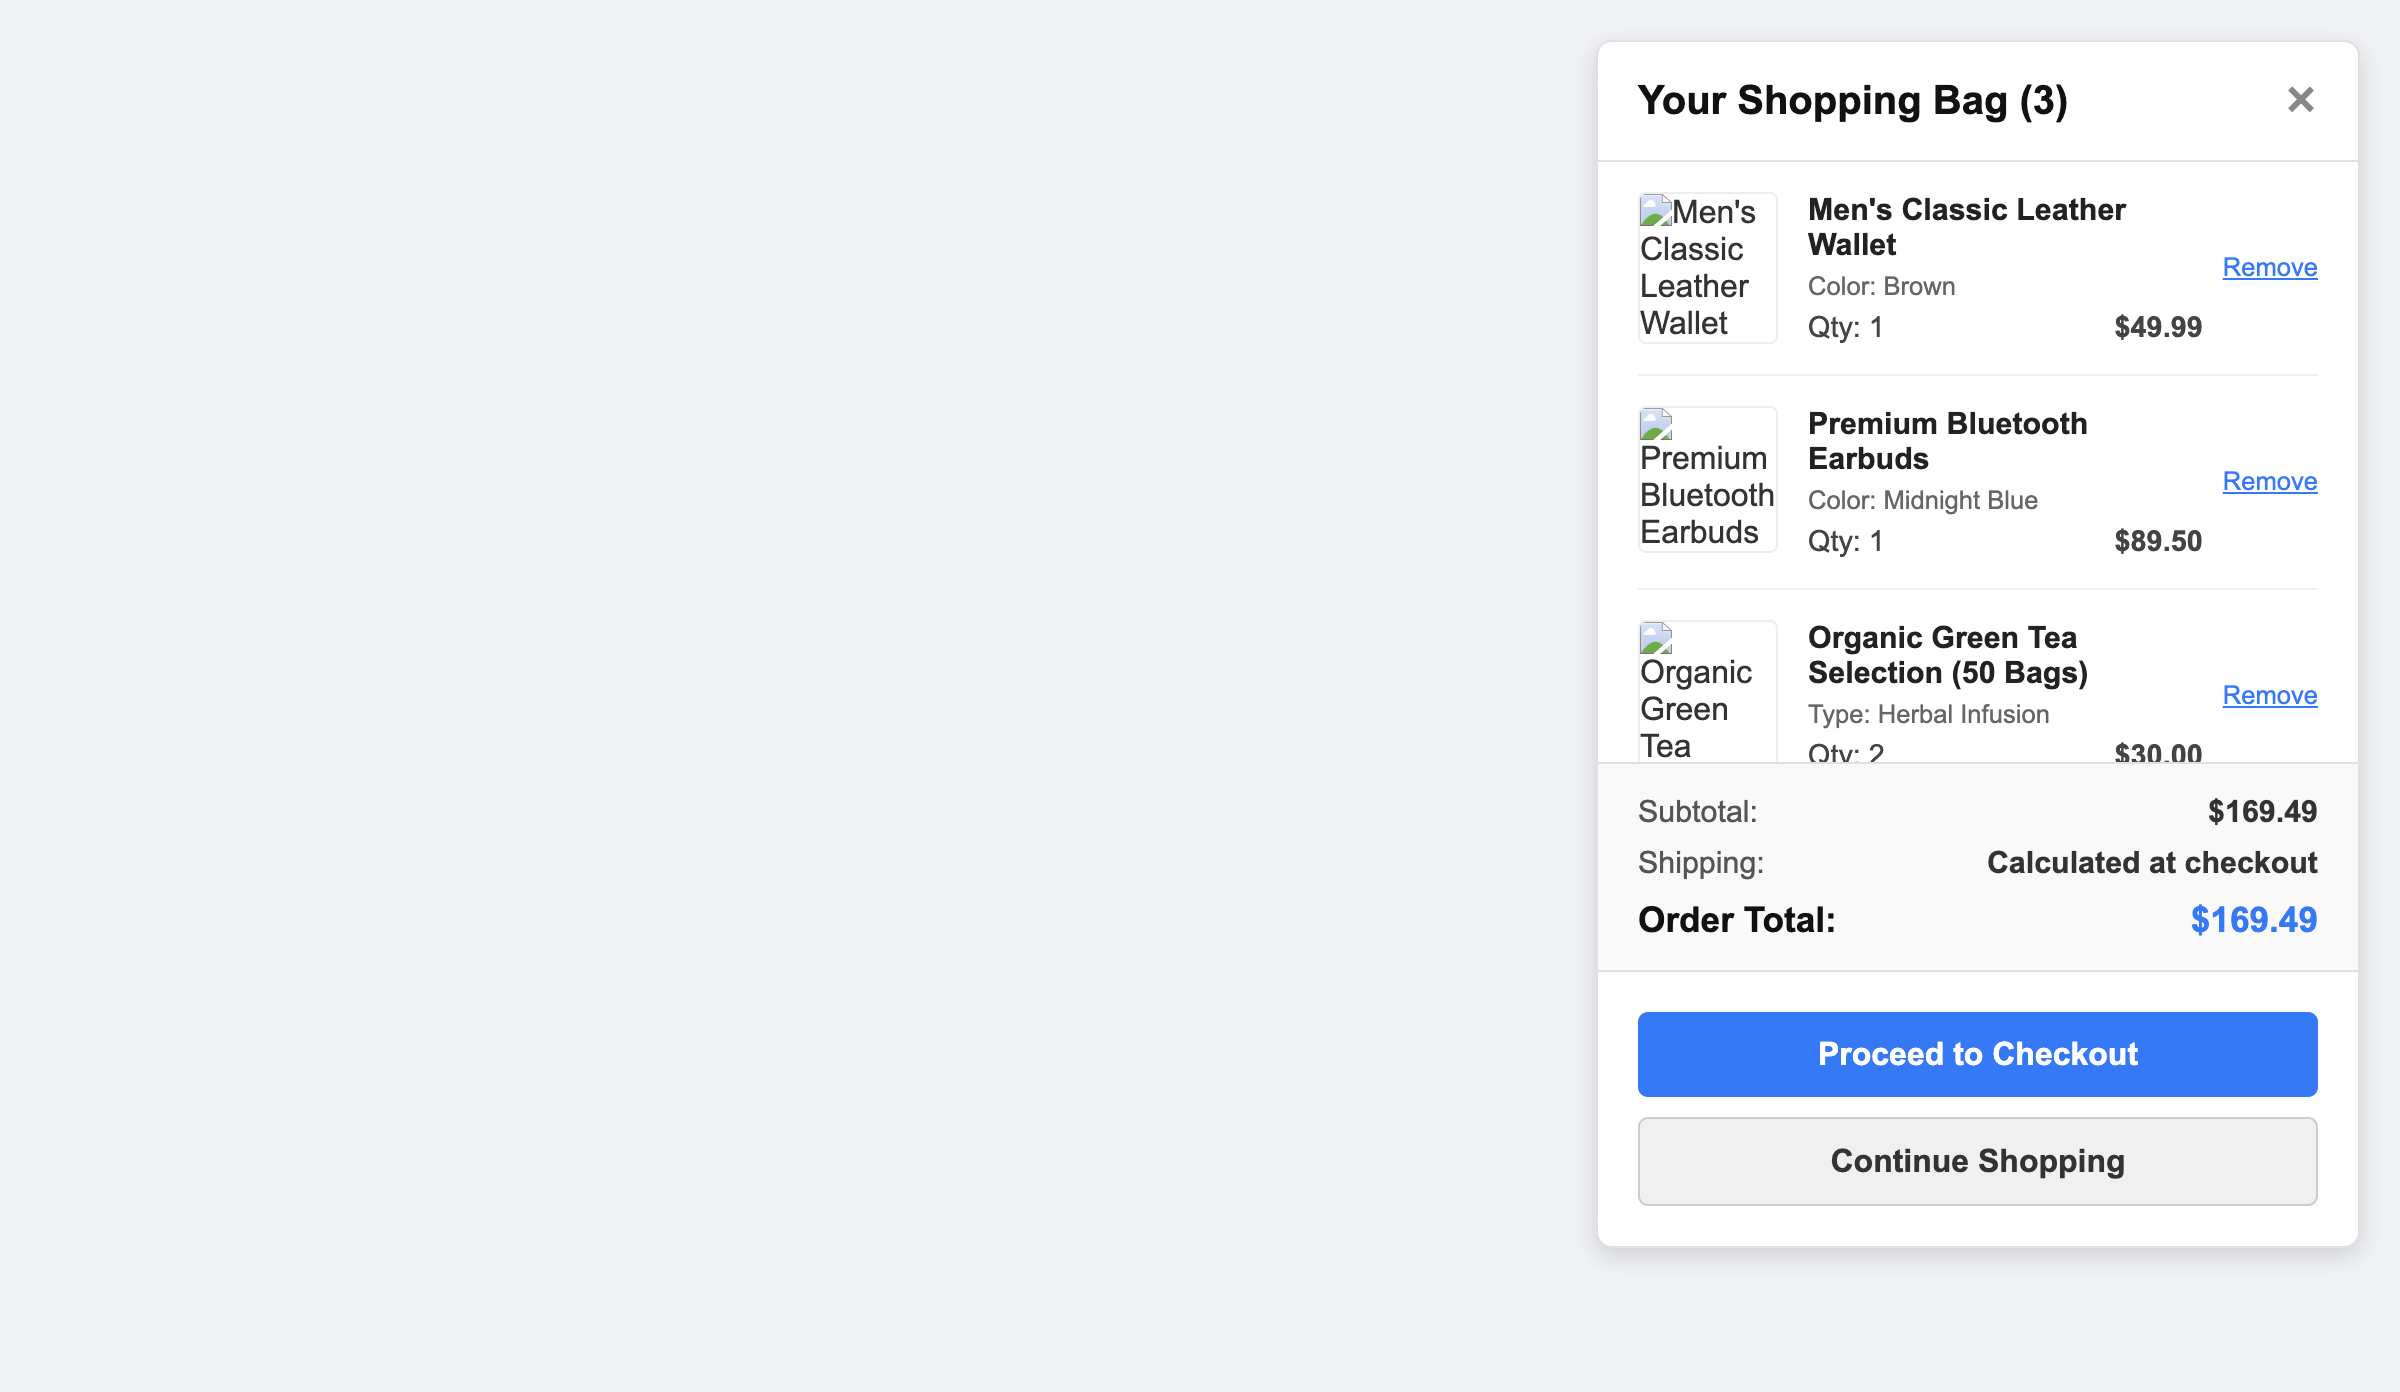 Your Shopping Bag (3) ✕
Men's
Classic
Leather
Wallet
Men's Classic Leather
Wallet
Color: Brown
Qty: 1 $49.99
Remove
Premium
Bluetooth
Earbuds
Premium Bluetooth
Earbuds
Color: Midnight Blue
Qty: 1 $89.50
Remove
Organic
Green
Tea
Organic Green Tea
Selection (50 Bags)
Type: Herbal Infusion
Qty: 2 $30.00
Remove
Subtotal: $169.49
Shipping: Calculated at checkout
Order Total: $169.49
Proceed to Checkout
Continue Shopping